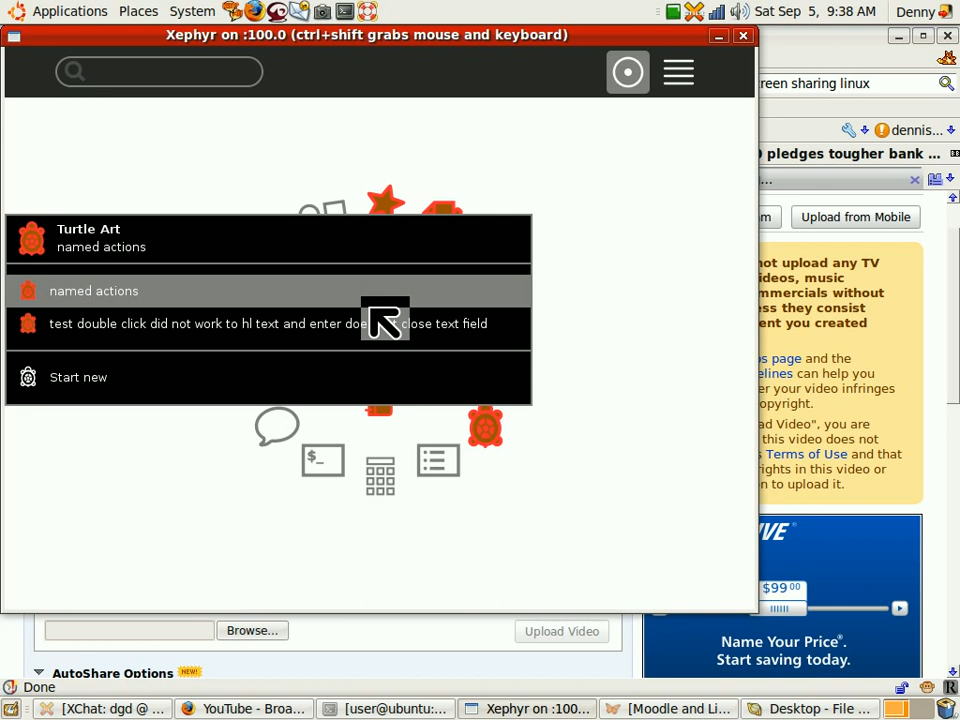 Applications Places System
Sat Sep 5, 9:38 AM Denny
Xephyr on :100.0 (ctrl+shift grabs mouse and keyboard)
reen sharing linux
dennis...
pledges tougher bank ...
...
Turtle Art
named actions
named actions
test double click did not work to hl text and enter close text field
Start new
$_
Upload from Mobile
not upload any TV
ideos, music
mmercials without
ss they consist
ent you created
ps page and the
elines can help you
er your video infringes
opyright.
ad Video", you are
this video does not
Terms of Use and that
rights in this video or
on to upload it.
IVE
$99 00
Name Your Price®.
Start saving today.
Browse...
Upload Video
AutoShare Options NEW!
Done
[XChat: dgd @ ...
YouTube - Broa...
[user@ubuntu:...
Xephyr on :100...
[Moodle and Li...
Desktop - File ...